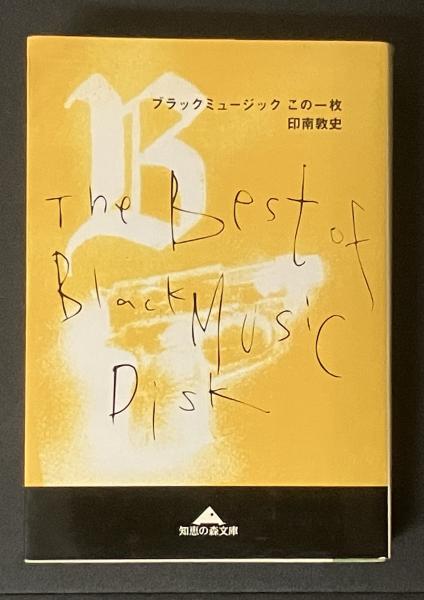 ブラックミュージック この一枚
印南敦史
B
The Best of
Black Music
Disk
知恵の森文庫